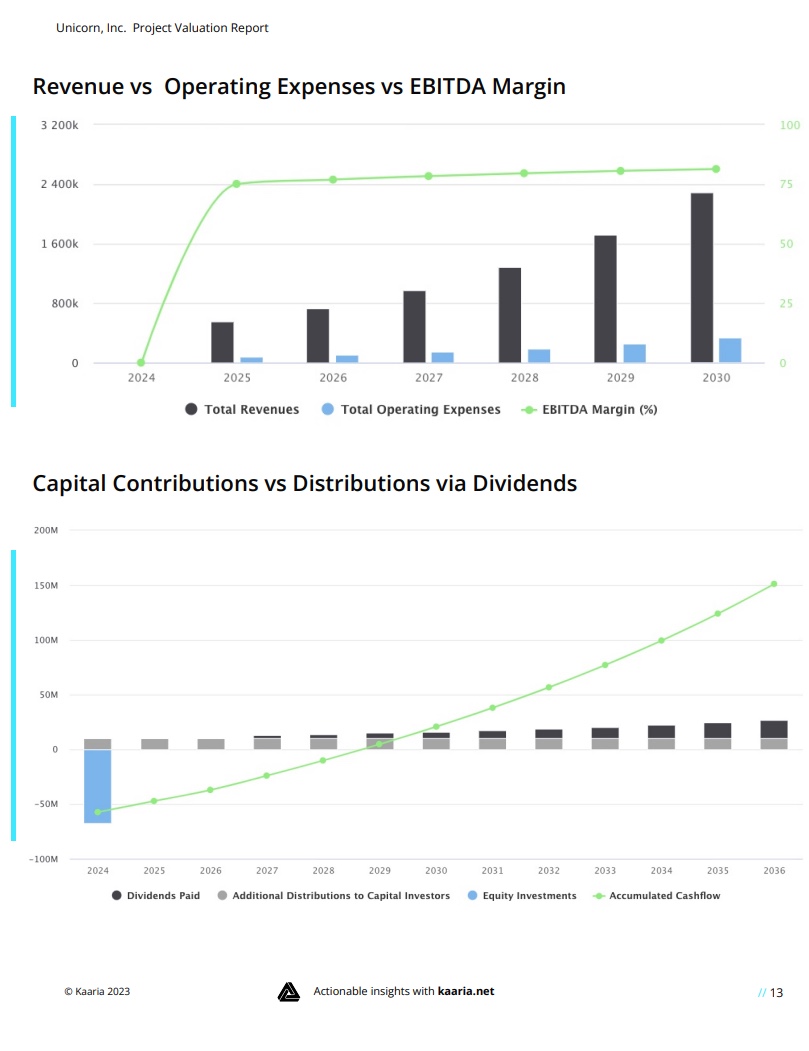 Unicorn, Inc.  Project Valuation Report
Revenue vs  Operating Expenses vs EBITDA Margin
3 200k 100
2 400k 75
1 600k 50
800k 25
0 0
2024 2025 2026 2027 2028 2029 2030
Total Revenues Total Operating Expenses EBITDA Margin (%)
Capital Contributions vs Distributions via Dividends
200M
150M
100M
50M
0
−50M
−100M
2024 2025 2026 2027 2028 2029 2030 2031 2032 2033 2034 2035 2036
Dividends Paid Additional Distributions to Capital Investors Equity Investments Accumulated Cashflow
© Kaaria 2023 Actionable insights with kaaria.net // 13